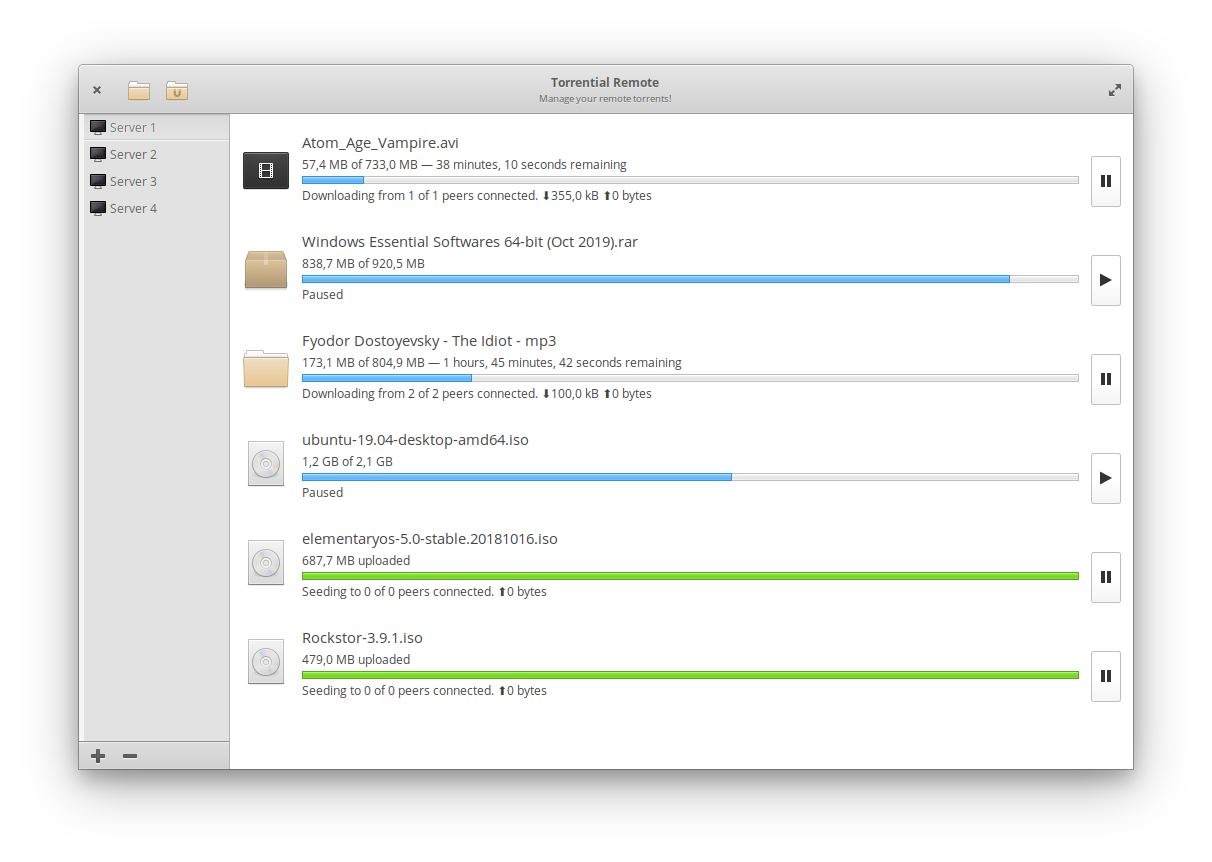 Torrential Remote
Manage your remote torrents!
Server 1
Server 2
Server 3
Server 4
Atom_Age_Vampire.avi
57,4 MB of 733,0 MB — 38 minutes, 10 seconds remaining
Downloading from 1 of 1 peers connected. ⬇355,0 kB ⬆0 bytes
Windows Essential Softwares 64-bit (Oct 2019).rar
838,7 MB of 920,5 MB
Paused
Fyodor Dostoyevsky - The Idiot - mp3
173,1 MB of 804,9 MB — 1 hours, 45 minutes, 42 seconds remaining
Downloading from 2 of 2 peers connected. ⬇100,0 kB ⬆0 bytes
ubuntu-19.04-desktop-amd64.iso
1,2 GB of 2,1 GB
Paused
elementaryos-5.0-stable.20181016.iso
687,7 MB uploaded
Seeding to 0 of 0 peers connected. ⬆0 bytes
Rockstor-3.9.1.iso
479,0 MB uploaded
Seeding to 0 of 0 peers connected. ⬆0 bytes